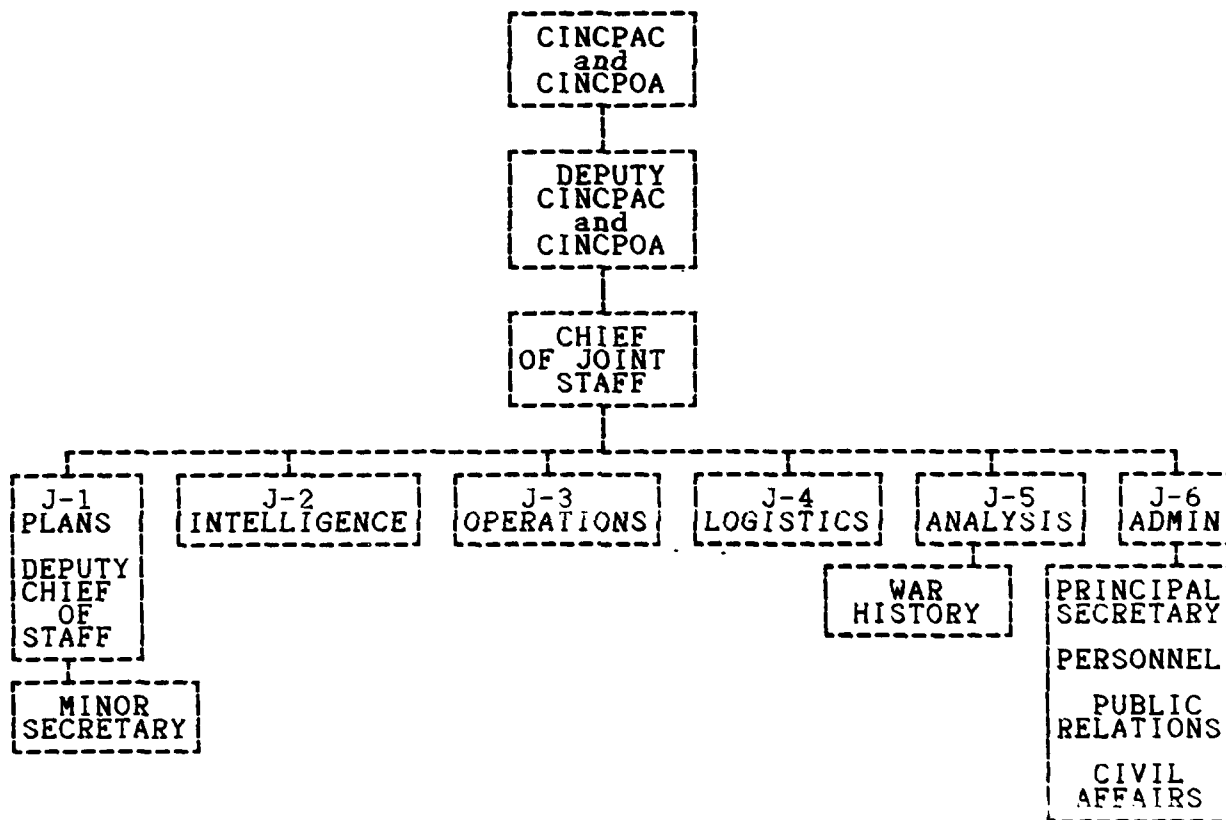 CINCPAC
and
CINCPOA
DEPUTY
CINCPAC
and
CINCPOA
CHIEF
OF JOINT
STAFF
J-1
PLANS
DEPUTY
CHIEF
OF
STAFF
MINOR
SECRETARY
J-2
INTELLIGENCE
J-3
OPERATIONS
J-4
LOGISTICS
J-5
ANALYSIS
WAR
HISTORY
J-6
ADMIN
PRINCIPAL
SECRETARY
PERSONNEL
PUBLIC
RELATIONS
CIVIL
AFFAIRS